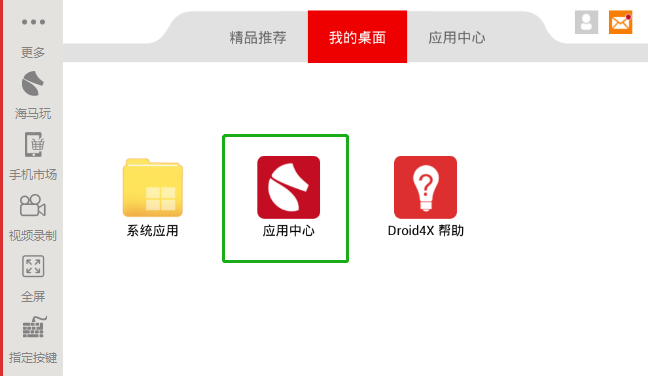 精品推荐
我的桌面
应用中心
更多
海马玩
手机市场
视频录制
全屏
指定按键
系统应用
应用中心
Droid4X 帮助